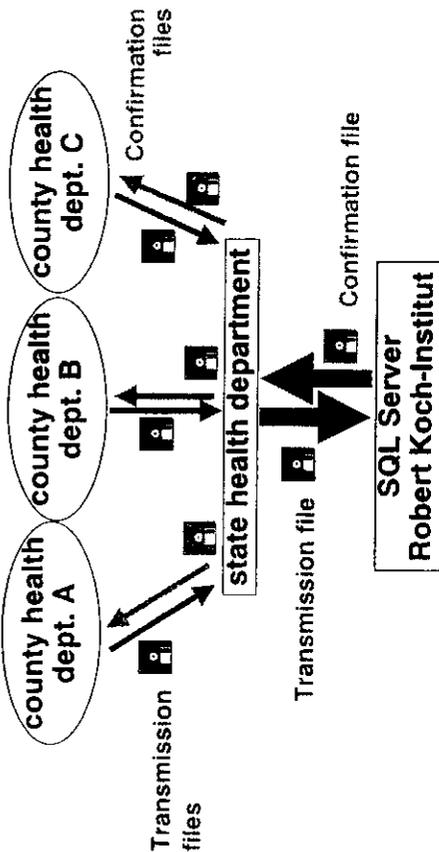 county health
dept. A
county health
dept. B
county health
dept. C
Transmission
files
Confirmation
files
state health department
Transmission file
Confirmation file
SQL Server
Robert Koch-Institut